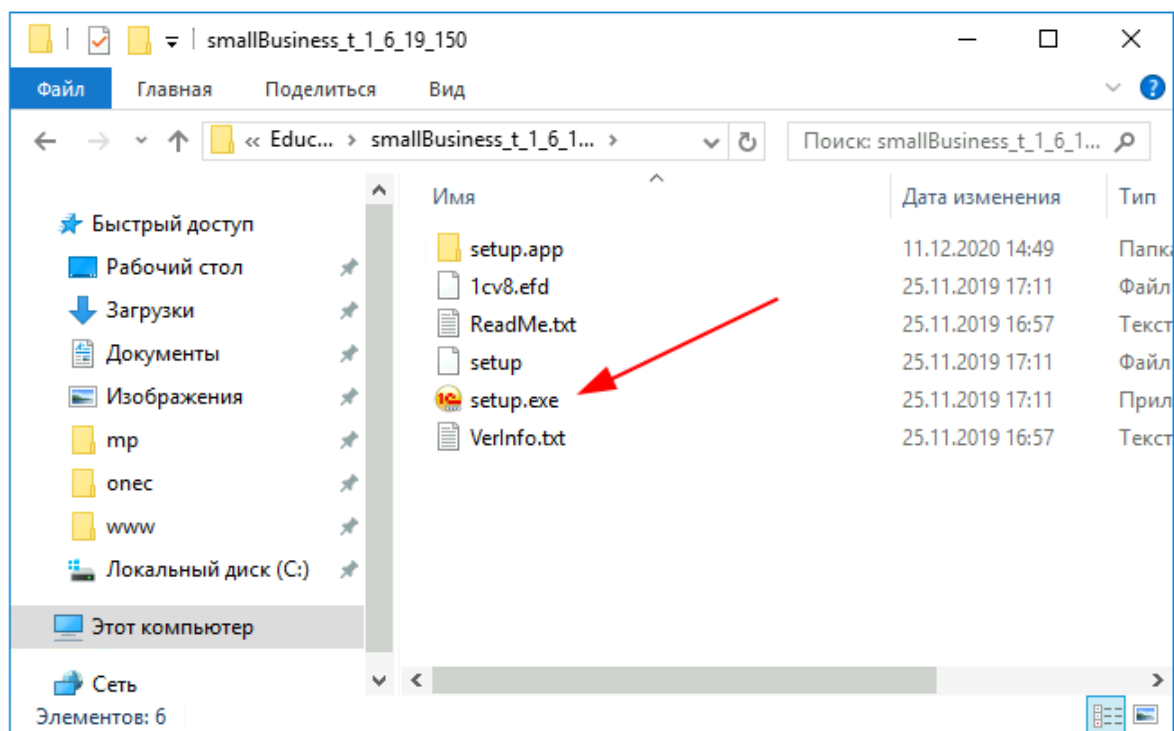 smallBusiness_t_1_6_19_150
Файл Главная Поделиться Вид
« Educ... › smallBusiness_t_1_6_1... ›
Поиск: smallBusiness_t_1_6_1...
Быстрый доступ
Рабочий стол
Загрузки
Документы
Изображения
mp
onec
www
Локальный диск (C:)
Этот компьютер
Сеть
Имя Дата изменения Тип
setup.app 11.12.2020 14:49 Папка
1cv8.efd 25.11.2019 17:11 Файл
ReadMe.txt 25.11.2019 16:57 Текст
setup 25.11.2019 17:11 Файл
setup.exe 25.11.2019 17:11 Прил
VerInfo.txt 25.11.2019 16:57 Текст
Элементов: 6